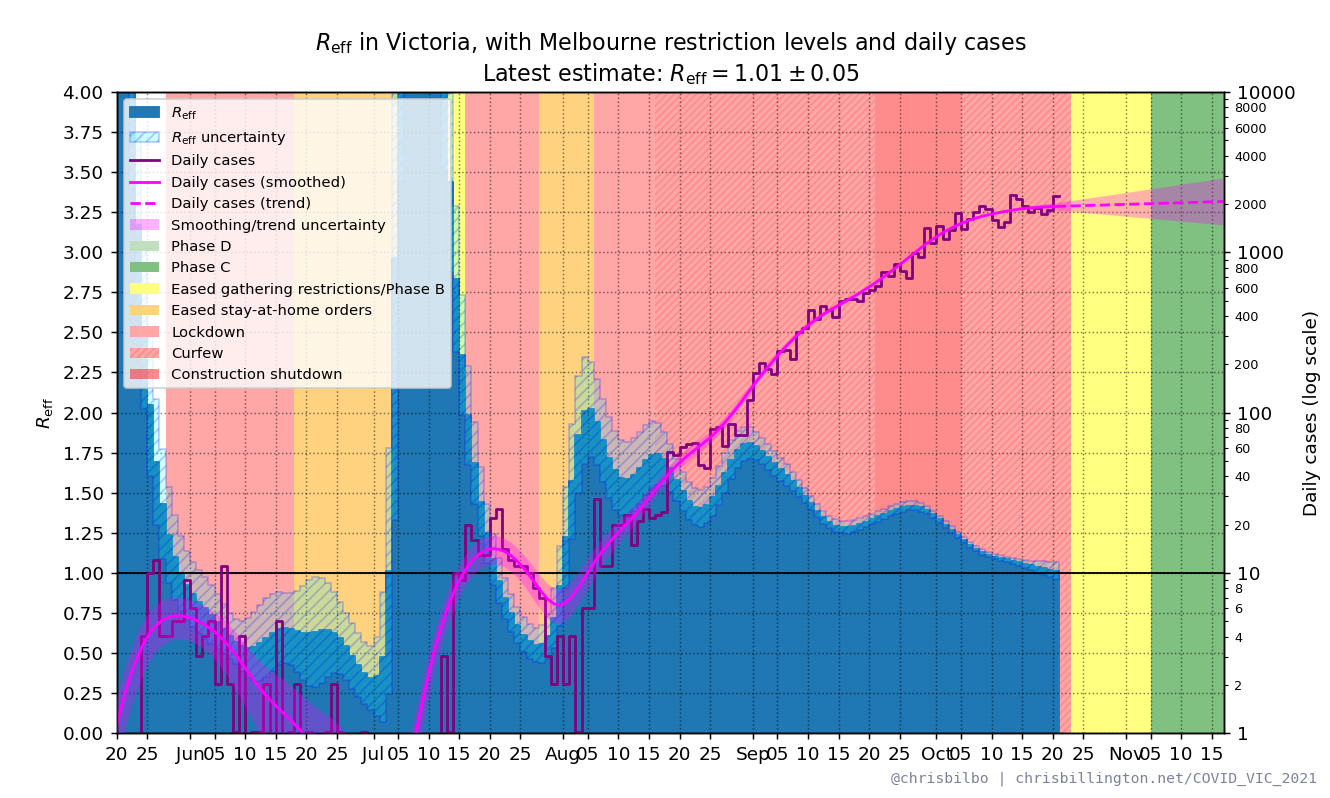 Reff in Victoria, with Melbourne restriction levels and daily cases
Latest estimate: Reff = 1.01 ± 0.05
Reff
Reff uncertainty
Daily cases
Daily cases (smoothed)
Daily cases (trend)
Smoothing/trend uncertainty
Phase D
Phase C
Eased gathering restrictions/Phase B
Eased stay-at-home orders
Lockdown
Curfew
Construction shutdown
4.00
3.75
3.50
3.25
3.00
2.75
2.50
2.25
2.00
1.75
1.50
1.25
1.00
0.75
0.50
0.25
0.00
Reff
10000
8000
6000
4000
2000
1000
800
600
400
200
100
80
60
40
20
10
8
6
4
2
1
Daily cases (log scale)
20 25 Jun 05 10 15 20 25 Jul 05 10 15 20 25 Aug 05 10 15 20 25 Sep 05 10 15 20 25 Oct 05 10 15 20 25 Nov 05 10 15
@chrisbilbo | chrisbillington.net/COVID_VIC_2021